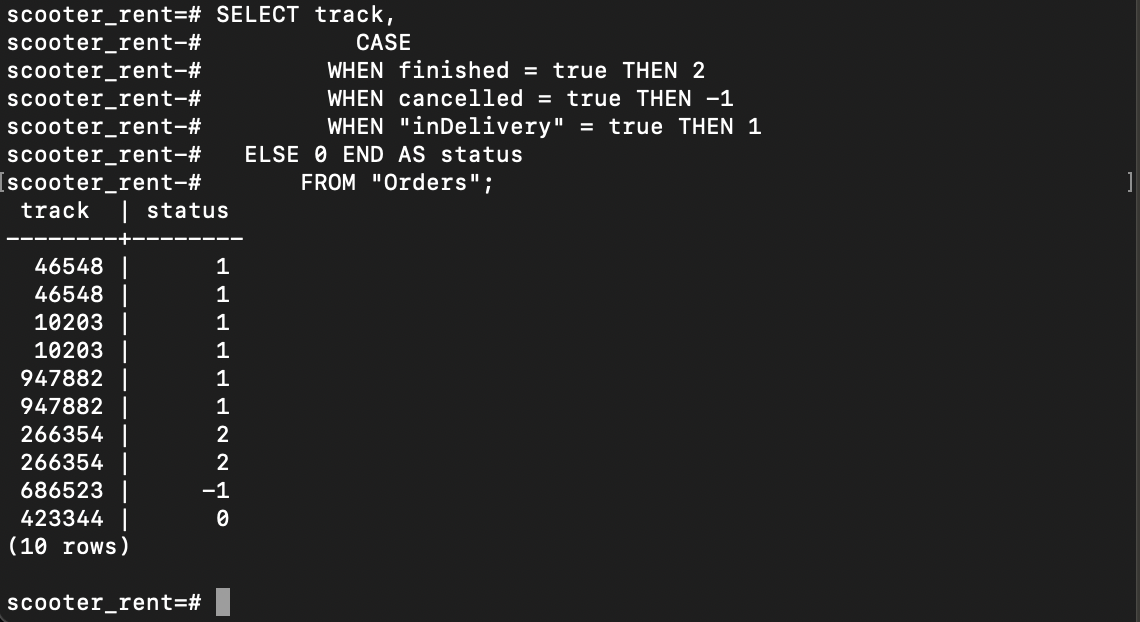 scooter_rent=# SELECT track,
scooter_rent-#           CASE
scooter_rent-#         WHEN finished = true THEN 2
scooter_rent-#         WHEN cancelled = true THEN -1
scooter_rent-#         WHEN "inDelivery" = true THEN 1
scooter_rent-#   ELSE 0 END AS status
[scooter_rent-#       FROM "Orders"; ]
 track  | status
--------+--------
  46548 |      1
  46548 |      1
  10203 |      1
  10203 |      1
 947882 |      1
 947882 |      1
 266354 |      2
 266354 |      2
 686523 |     -1
 423344 |      0
(10 rows)
scooter_rent=#